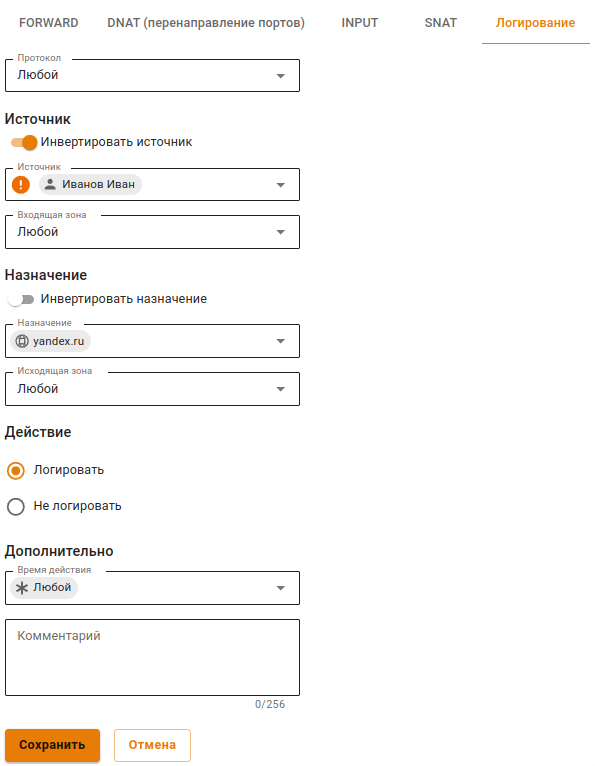 FORWARD DNAT (перенаправление портов) INPUT SNAT Логирование
Протокол
Любой
Источник
Инвертировать источник
Источник
! Иванов Иван
Входящая зона
Любой
Назначение
Инвертировать назначение
Назначение
yandex.ru
Исходящая зона
Любой
Действие
Логировать
Не логировать
Дополнительно
Время действия
Любой
Комментарий
0/256
Сохранить Отмена